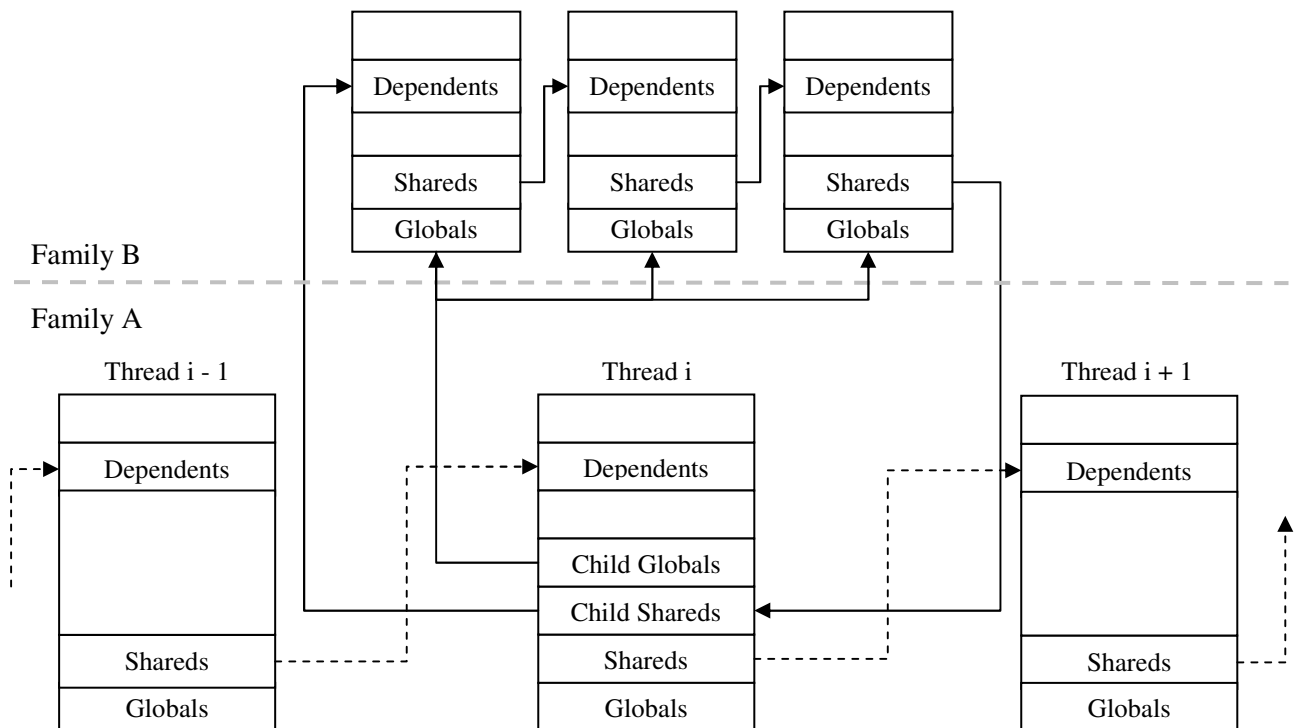 Dependents
Dependents
Dependents
Shareds
Shareds
Shareds
Globals
Globals
Globals
Family B
Family A
Thread i - 1
Thread i
Thread i + 1
Dependents
Dependents
Dependents
Child Globals
Child Shareds
Shareds
Shareds
Shareds
Globals
Globals
Globals